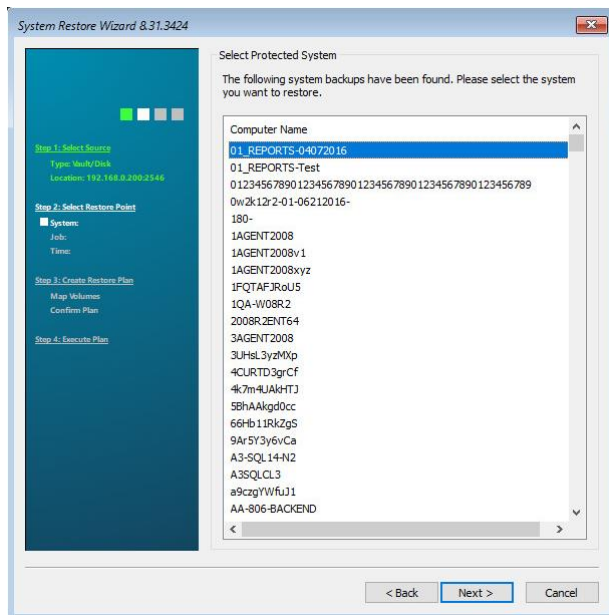 System Restore Wizard 8.31.3424
Step 1: Select Source
Type: Vault/Disk
Location: 192.168.0.200:2546
Step 2: Select Restore Point
System:
Job:
Time:
Step 3: Create Restore Plan
Map Volumes
Confirm Plan
Step 4: Execute Plan
Select Protected System
The following system backups have been found. Please select the system
you want to restore.
Computer Name
01_REPORTS-04072016
01_REPORTS-Test
01234567890123456789012345678901234567890123456789
0w2k12r2-01-06212016-
180-
1AGENT2008
1AGENT2008v1
1AGENT2008xyz
1FQTAFJRoU5
1QA-W08R2
2008R2ENT64
3AGENT2008
3UHsL3yzMXp
4CURTD3grCf
4k7m4UAkHTJ
5BhAAkgd0cc
66Hb11RkZgS
9Ar5Y3y6vCa
A3-SQL14-N2
A3SQLCL3
a9czgYWfuJ1
AA-806-BACKEND
< Back
Next >
Cancel